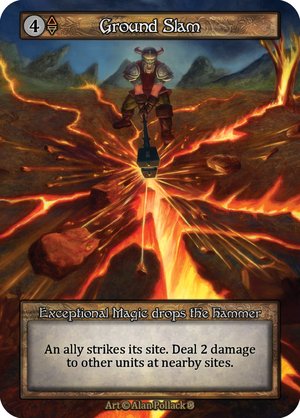 4
Ground Slam
Exceptional Magic drops the hammer
An ally strikes its site. Deal 2 damage
to other units at nearby sites.
Art © Alan Pollack